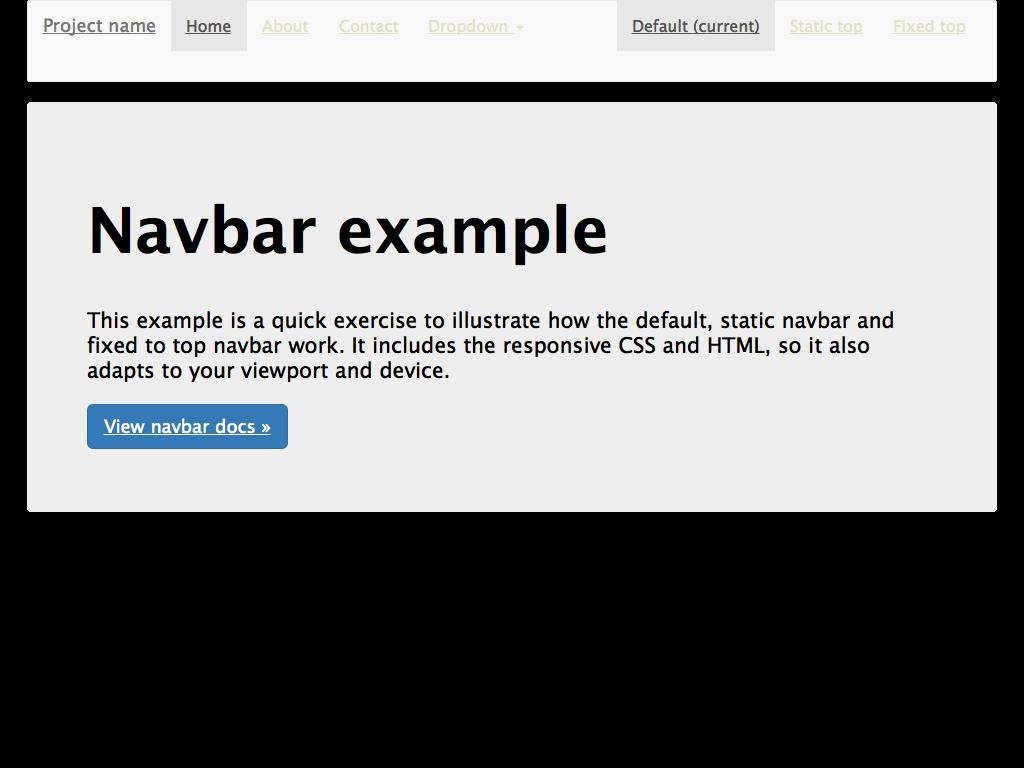 Project name Home About Contact Dropdown Default (current) Static top Fixed top
Navbar example
This example is a quick exercise to illustrate how the default, static navbar and
fixed to top navbar work. It includes the responsive CSS and HTML, so it also
adapts to your viewport and device.
View navbar docs »